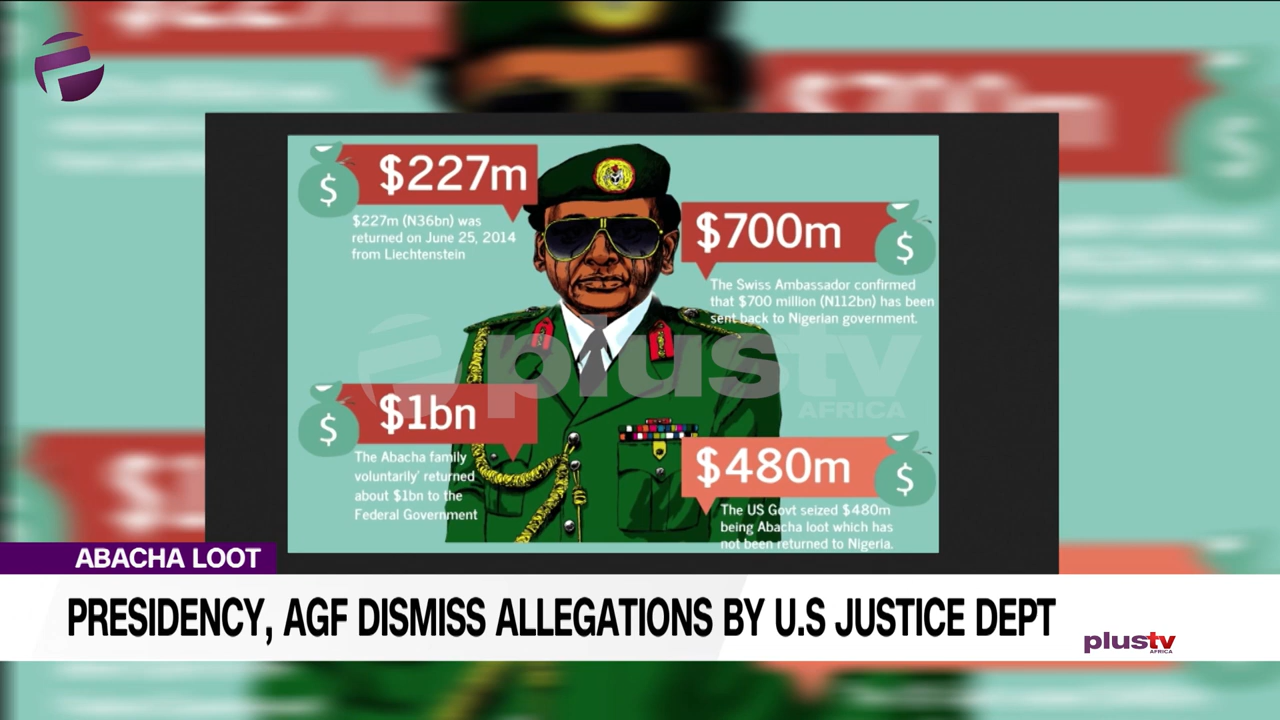 $227m
$
$227m (N36bn) was
returned on June 25, 2014
from Liechtenstein
$700m
$
The Swiss Ambassador confirmed
that $700 million (N112bn) has been
sent back to Nigerian government.
plustv
AFRICA
$1bn
$
The Abacha family
voluntarily' returned
about $1bn to the
Federal Government
$480m
$
The US Govt seized $480m
being Abacha loot which has
not been returned to Nigeria.
ABACHA LOOT
PRESIDENCY, AGF DISMISS ALLEGATIONS BY U.S JUSTICE DEPT
plustv
AFRICA